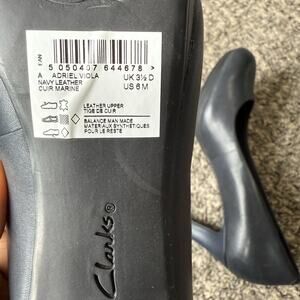 EAN
5 050407 644678 >
A ADRIEL VIOLA UK 3½ D
NAVY LEATHER US 6 M
CUIR MARINE
LEATHER UPPER
TIGE DE CUIR
BALANCE MAN MADE
MATERIAUX SYNTHETIQUES
POUR LE RESTE
Clarks®